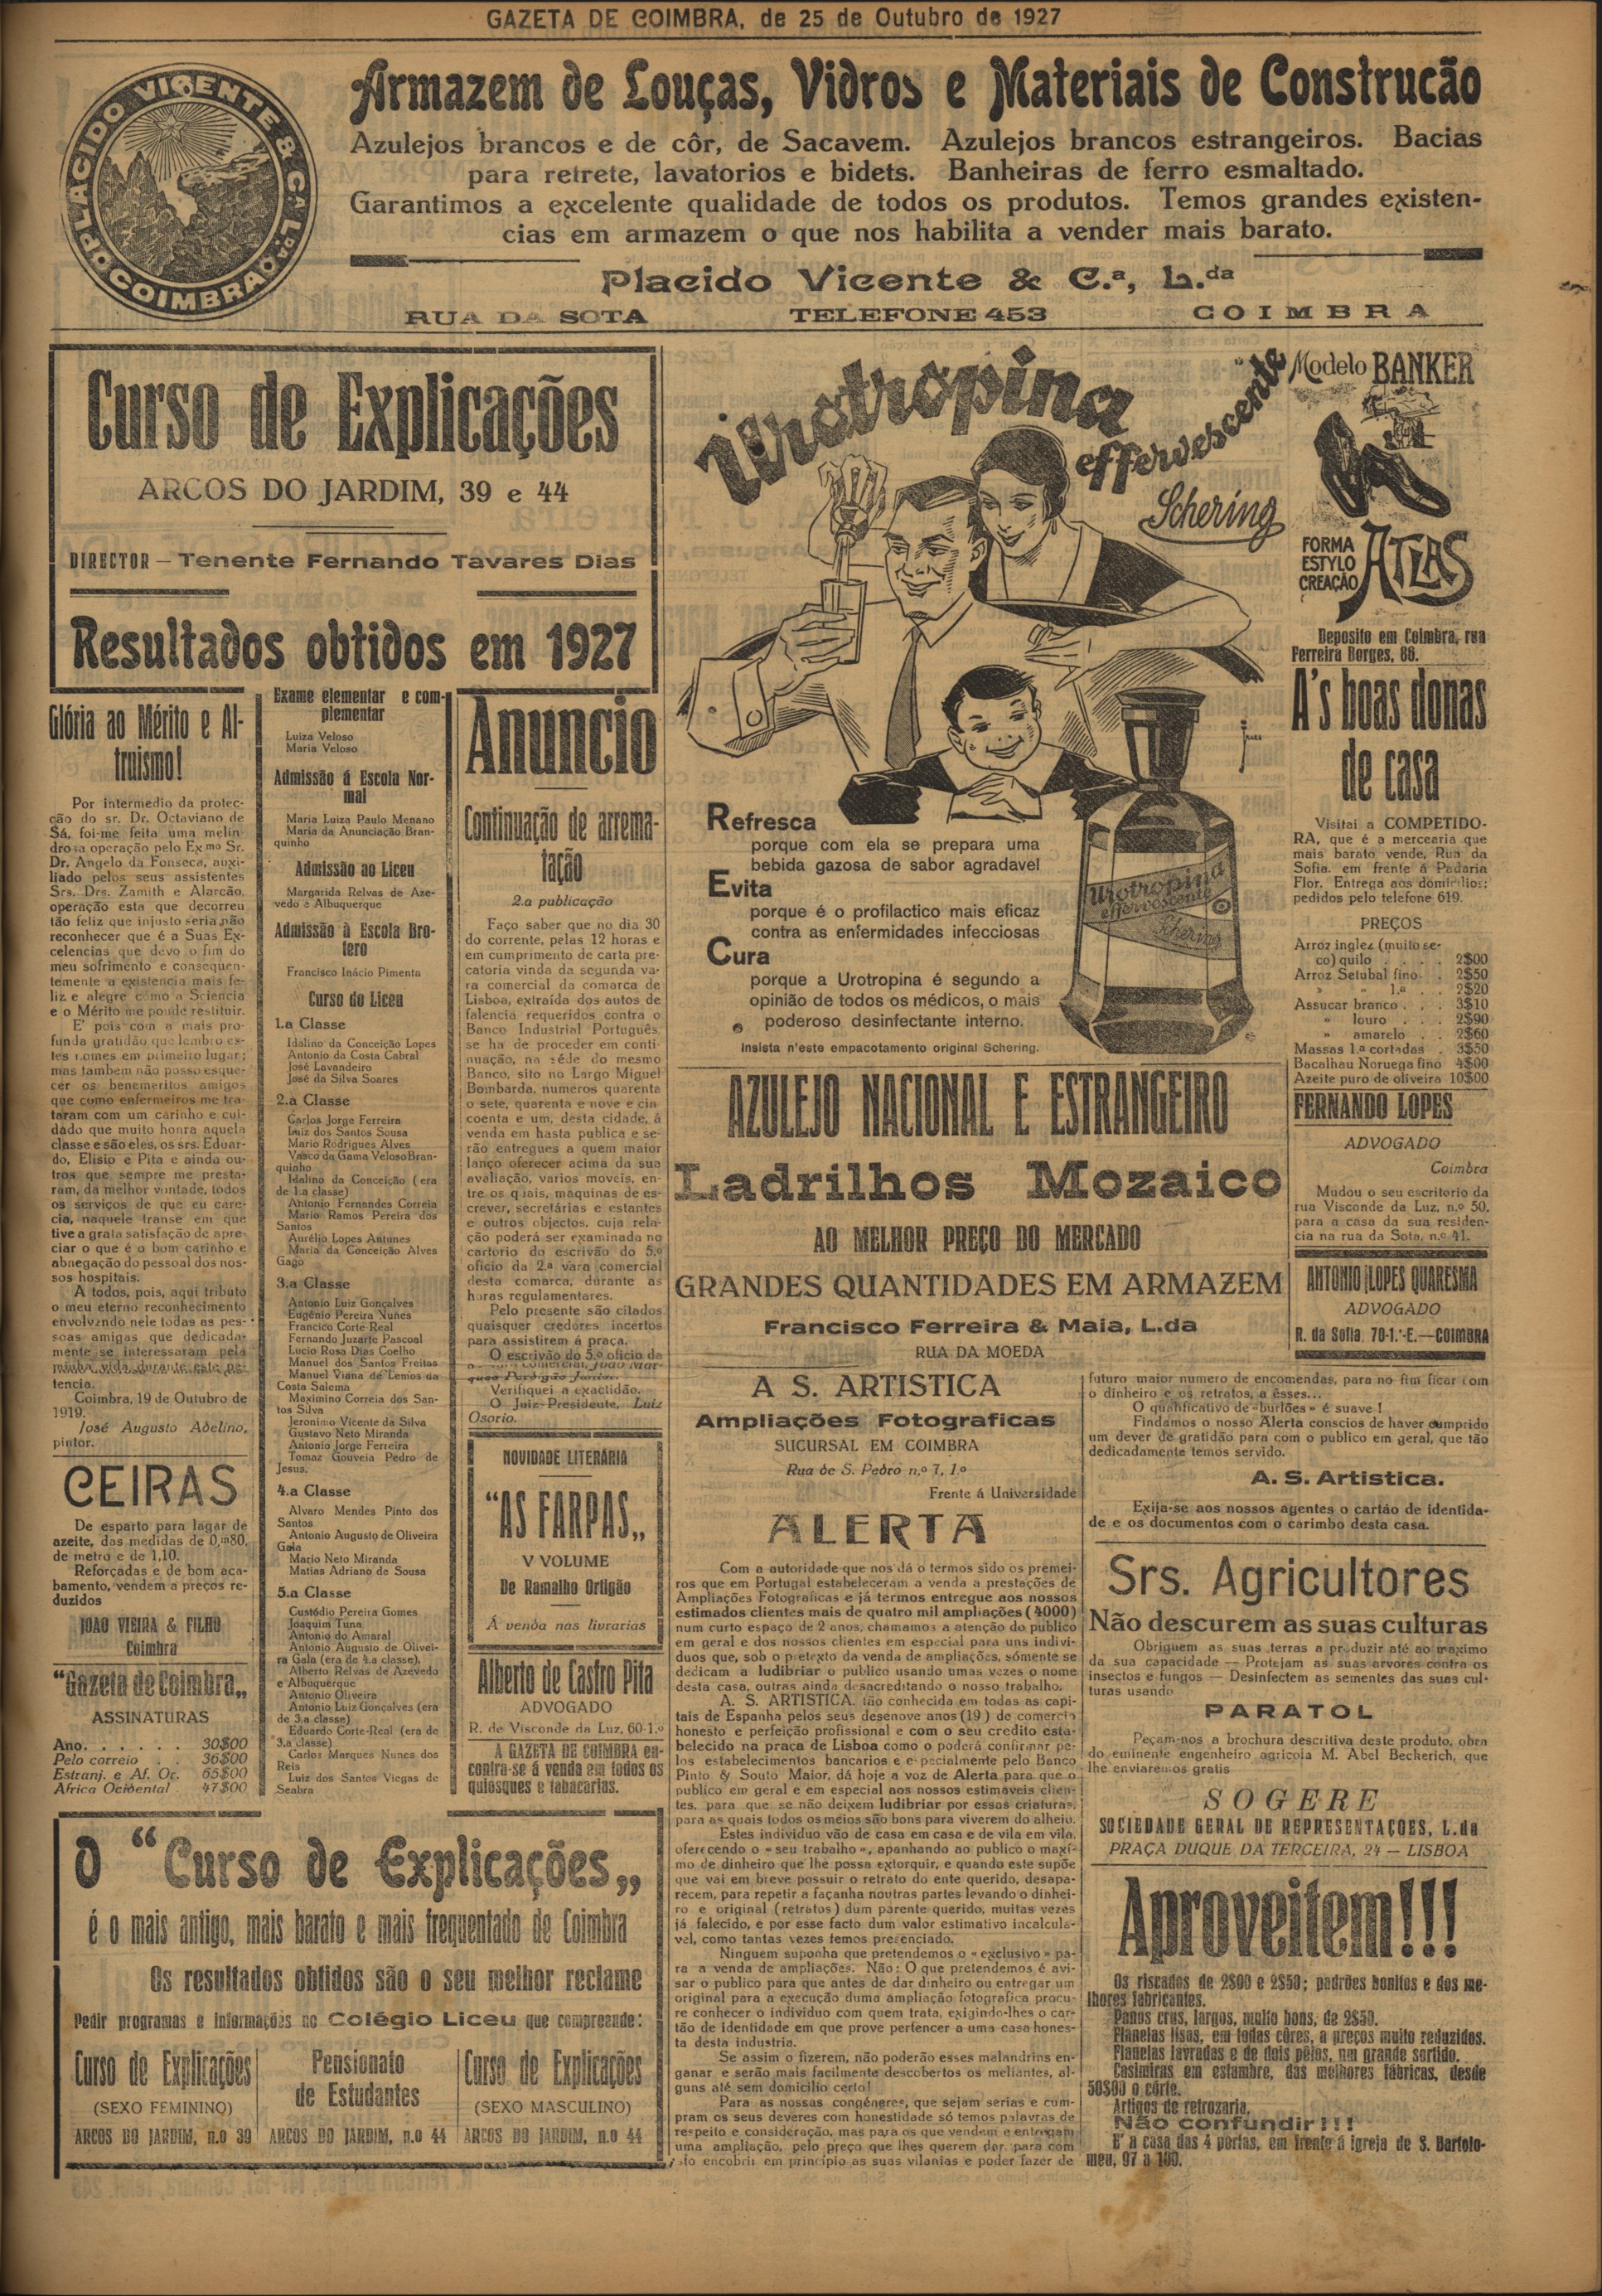 GAZETA DE COIMBRA, de 25 de Outubro de 1927
PLACIDO VICENTE & C.ª L.DA
COIMBRA
Armazem de Louças, Vidros e Materiais de Construcão
Azulejos brancos e de côr, de Sacavem. Azulejos brancos estrangeiros. Bacias
para retrete, lavatorios e bidets. Banheiras de ferro esmaltado.
Garantimos a excelente qualidade de todos os produtos. Temos grandes existen-
cias em armazem o que nos habilita a vender mais barato.
Placido Vicente & C.ª, L.da
RUA DA SOTA TELEFONE 453 COIMBRA
Curso de Explicações
ARCOS DO JARDIM, 39 e 44
DIRECTOR — Tenente Fernando Tavares Dias
Resultados obtidos em 1927
Glória ao Mérito e Al-
truismo!
Por intermedio da protec-
ção do sr. Dr. Octaviano de
Sá, foi-me feita uma melin
drosa operação pelo Ex.mo Sr.
Dr. Angelo da Fonseca, auxi-
liado pelos seus assistentes
Srs. Drs. Zamith e Alarcão,
operação esta que decorreu
tão feliz que injusto seria não
reconhecer que é a Suas Ex-
celencias que devo o fim do
meu sofrimento e consequen-
temente a existencia mais fe-
liz e alegre como a Sciencia
e o Mérito me ponde restituir.
E' pois com a mais pro-
funda gratidão que lembro es-
tes nomes em primeiro lugar;
mas tambem não posso esque-
cer os benemeritos amigos
que como enfermeiros me tra-
taram com um carinho e cui-
dado que muito honra aquela
classe e são eles, os srs. Eduar-
do, Elisio e Pita e ainda ou-
tros que sempre me presta-
ram, da melhor vontade, todos
os serviços de que eu care-
cia, naquele transe em que
tive a grata satisfação de apre-
ciar o que é o bom carinho e
abnegação do pessoal dos nos-
sos hospitais.
A todos, pois, aqui tributo
o meu eterno reconhecimento
envolvendo nele todas as pes-
soas amigas que dedicada-
mente se interessaram pela
minha vida durante este pe-
tencia.
Coimbra, 19 de Outubro de
1919.
José Augusto Adelino,
pintor.
CEIRAS
De esparto para lagar de
azeite, das medidas de 0,m80,
de metro e de 1,10.
Reforçadas e de bom aca-
bamento, vendem a preços re-
duzidos
JOAO VIEIRA & FILHO
Coimbra
"Gazeta de Coimbra„
ASSINATURAS
Ano. . . . . . 30$00
Pelo correio . . 36$00
Estranj. e Af. Or. 65$00
Africa Ocidental . 47$00
Exame elementar e com-
plementar
Luiza Veloso
Maria Veloso
Admissão á Escola Nor-
mal
Maria Luiza Paulo Menano
Maria da Anunciação Bran-
quinho
Admissão ao Liceu
Margarida Relvas de Aze-
vedo e Albuquerque
Admissão à Escola Bro-
tero
Francisco Inácio Pimenta
Curso do Liceu
1.a Classe
Idalino da Conceição Lopes
Antonio da Costa Cabral
José Lavandeiro
José da Silva Soares
2.a Classe
Carlos Jorge Ferreira
Luiz dos Santos Sousa
Mario Rodrigues Alves
Vasco da Gama Veloso Bran-
quinho
Idalino da Conceição (era
de 1.a classe)
Antonio Fernandes Correia
Mario Ramos Pereira dos
Santos
Aurélio Lopes Antunes
Maria da Conceição Alves
Gago
3.a Classe
Antonio Luiz Gonçalves
Eugénio Pereira Nunes
Francico Corte Real
Fernando Juzarte Pascoal
Lucio Rosa Dias Coelho
Manuel dos Santos Freitas
Manuel Viana de Lemos da
Costa Salema
Maximino Correia dos San-
tos Silva
Jeronimo Vicente da Silva
Gustavo Neto Miranda
Antonio Jorge Ferreira
Tomaz Gouveia Pedro de
Jesus.
4.a Classe
Alvaro Mendes Pinto dos
Santos
Antonio Augusto de Oliveira
Gala
Mario Neto Miranda
Matias Adriano de Sousa
5.a Classe
Custódio Pereira Gomes
Joaquim Tuna
Antonio do Amaral
Antonio Augusto de Olivei-
ra Gala (era de 4.a classe).
Alberto Relvas de Azevedo
e Albuquerque
Antonio Oliveira
Antonio Luiz Gonçalves (era
de 3.a classe)
Eduardo Corte-Real (era de
3.a classe)
Carlos Marques Nunes dos
Reis
Luiz dos Santos Viegas de
Seabra
Anuncio
Continuação de arrema-
tação
2.a publicação
Faço saber que no dia 30
do corrente, pelas 12 horas e
em cumprimento de carta pre-
catoria vinda da segunda va-
ra comercial da comarca de
Lisboa, extraída dos autos de
falencia requeridos contra o
Banco Industrial Português,
se ha de proceder em conti-
nuação, na séde do mesmo
Banco, sito no Largo Miguel
Bombarda, numeros quarenta
o sete, quarenta e nove e cin
coenta e um, desta cidade, á
venda em hasta publica e se-
rão entregues a quem maior
lanço oferecer acima da sua
avaliação, varios moveis, en-
tre os quais, maquinas de es-
crever, secretárias e estantes
e outros objectos, cuja rela-
ção poderá ser examinada no
cartorio do escrivão do 5.º
oficio da 2.ª vara comercial
desta comarca, durante as
horas regulamentares.
Pelo presente são citados
quaisquer credores incertos
para assistirem á praça.
O escrivão do 5.º oficio da
João Mar-
ques Perdigão Junior.
Verifiquei a exactidão.
O Juiz-Presidente, Luiz
Osorio.
NOVIDADE LITERÁRIA
"AS FARPAS„
V VOLUME
De Ramalho Ortigão
Á venda nas livrarias
Alberto de Castro Pita
ADVOGADO
R. de Visconde da Luz, 60-1.º
A GAZETA DE COIMBRA en-
contra-se á venda em todos os
quiosques e tabacarias.
O "Curso de Explicações„
é o mais antigo, mais barato e mais frequentado de Coimbra
Os resultados obtidos são o seu melhor reclame
Pedir programas e informações no Colégio Liceu que compreende:
Curso de Explicações
(SEXO FEMININO)
ARCOS DO JARDIM, n.o 39
Pensionato
de Estudantes
ARCOS DO JARDIM, n.o 44
Curso de Explicações
(SEXO MASCULINO)
ARCOS DO JARDIM, n.o 44
Urotropina
effervescente
Schering
Refresca
porque com ela se prepara uma
bebida gazosa de sabor agradavel
Evita
porque é o profilactico mais eficaz
contra as enfermidades infecciosas
Cura
porque a Urotropina é segundo a
opinião de todos os médicos, o mais
poderoso desinfectante interno.
Insista n'este empacotamento original Schering.
Urotropina
effervescente
Schering
AZULEJO NACIONAL E ESTRANGEIRO
Ladrilhos Mozaico
AO MELHOR PREÇO DO MERCADO
GRANDES QUANTIDADES EM ARMAZEM
Francisco Ferreira & Maia, L.da
RUA DA MOEDA
A S. ARTISTICA
Ampliações Fotograficas
SUCURSAL EM COIMBRA
Rua de S. Pedro n.º 7, 1.º
Frente á Universidade
ALERTA
Com a autoridade que nos dá o termos sido os premei-
ros que em Portugal estabeleceram a venda a prestações de
Ampliações Fotograficas e já termos entregue aos nossos
estimados clientes mais de quatro mil ampliações (4000)
num curto espaço de 2 anos, chamamos a atenção do publico
em geral e dos nossos clientes em especial para uns indivi-
duos que, sob o pretexto da venda de ampliações, sómente se
dedicam a ludibriar o publico usando umas vezes o nome
desta casa, outras ainda desacreditando o nosso trabalho.
A. S. ARTISTICA, tão conhecida em todas as capi-
tais de Espanha pelos seus desenove anos (19) de comercio
honesto e perfeição profissional e com o seu credito esta-
belecido na praça de Lisboa como o poderá confirmar pe-
los estabelecimentos bancarios e especialmente pelo Banco
Pinto & Souto Maior, dá hoje a voz de Alerta para que o
publico em geral e em especial aos nossos estimaveis clien-
tes, para que se não deixem ludibriar por essas criaturas,
para as quais todos os meios são bons para viverem do alheio.
Estes individuo vão de casa em casa e de vila em vila,
oferecendo o «seu trabalho», apanhando ao publico o maxi-
mo de dinheiro que lhe possa extorquir, e quando este supõe
que vai em breve possuir o retrato do ente querido, desapa-
recem, para repetir a façanha noutras partes levando o dinhei-
ro e original (retratos) dum parente querido, muitas vezes
já falecido, e por esse facto dum valor estimativo incalcula-
vel, como tantas vezes temos presenciado.
Ninguem suponha que pretendemos o «exclusivo» pa-
ra a venda de ampliações. Não: O que pretendemos é avi-
sar o publico para que antes de dar dinheiro ou entregar um
original para a execução duma ampliação fotografica procu-
re conhecer o individuo com quem trata, exigindo-lhes o car-
tão de identidade em que prove pertencer a uma casa hones-
ta desta industria.
Se assim o fizerem, não poderão esses malandrins en-
ganar e serão mais facilmente descobertos os meliantes, al-
guns até sem domicilio certo!
Para as nossas congéneres, que sejam serias e cum-
pram os seus deveres com honestidade só temos palavras de
respeito e consideração, mas para os que vendem e entregam
uma ampliação, pelo preço que lhes querem dar, para com
isto encobrir em principio as suas vilanias e poder fazer de
futuro maior numero de encomendas, para no fim ficar com
o dinheiro e os retratos, a êsses...
O qualificativo de «burlões» é suave!
Findamos o nosso Alerta conscios de haver cumprido
um dever de gratidão para com o publico em geral, que tão
dedicadamente temos servido.
A. S. Artistica.
Exija-se aos nossos agentes o cartão de identida-
de e os documentos com o carimbo desta casa.
Srs. Agricultores
Não descurem as suas culturas
Obriguem as suas terras a produzir até ao maximo
da sua capacidade — Protejam as suas arvores contra os
insectos e fungos — Desinfectem as sementes das suas cul-
turas usando
PARATOL
Peçam-nos a brochura descritiva deste produto, obra
do eminente engenheiro agricola M. Abel Beckerich, que
lhe enviaremos gratis
SOGERE
SOCIEDADE GERAL DE REPRESENTAÇOES, L.da
PRAÇA DUQUE DA TERCEIRA, 24 — LISBOA
Aproveitem!!!
Os riscados de 2$00 e 2$50; padrões bonitos e dos me-
lhores fabricantes.
Panos crus, largos, muito bons, de 2$50.
Flanelas lisas, em todas côres, a preços muito reduzidos.
Flanelas lavradas e de dois pêlos, um grande sortido.
Casimiras em estambre, das melhores fábricas, desde
50$00 o côrte.
Artigos de retrozaria.
Não confundir!!!
E' a casa das 4 portas, em frente á igreja de S. Bartolo-
meu, 97 a 100.
Modelo BANKER
FORMA
ESTYLO
CREAÇÃO
ATLAS
Deposito em Coimbra, rua
Ferreira Borges, 66.
A's boas donas
de casa
Visitai a COMPETIDO-
RA, que é a mercearia que
mais barato vende, Rua da
Sofia, em frente á Padaria
Flor. Entrega aos domicilios;
pedidos pelo telefone 619.
PREÇOS
Arroz inglez (muito se-
co) quilo . . . . 2$00
Arroz Setubal fino . . 2$50
» » 1.ª . . 2$20
Assucar branco . . . 3$10
» louro . . . 2$90
» amarelo . . 2$60
Massas 1.ª cortadas . 3$50
Bacalhau Noruega fino 4$00
Azeite puro de oliveira 10$00
FERNANDO LOPES
ADVOGADO
Coimbra
Mudou o seu escritorio da
rua Visconde da Luz, n.º 50,
para a casa da sua residen-
cia na rua da Sota, n.º 41.
ANTONIO LOPES QUARESMA
ADVOGADO
R. da Sofia, 70-1.º-E.—COIMBRA